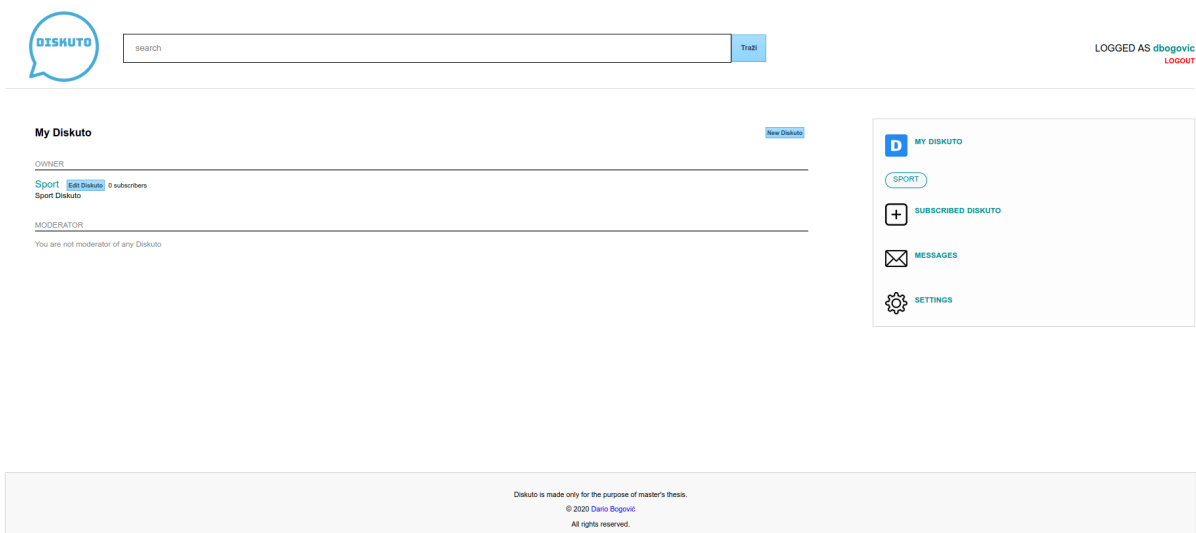 DISKUTO
search
Traži
LOGGED AS dbogovic
LOGOUT
My Diskuto
New Diskuto
OWNER
Sport Edit Diskuto 0 subscribers
Sport Diskuto
MODERATOR
You are not moderator of any Diskuto
D MY DISKUTO
SPORT
SUBSCRIBED DISKUTO
MESSAGES
SETTINGS
Diskuto is made only for the purpose of master's thesis.
© 2020 Dario Bogović
All rights reserved.